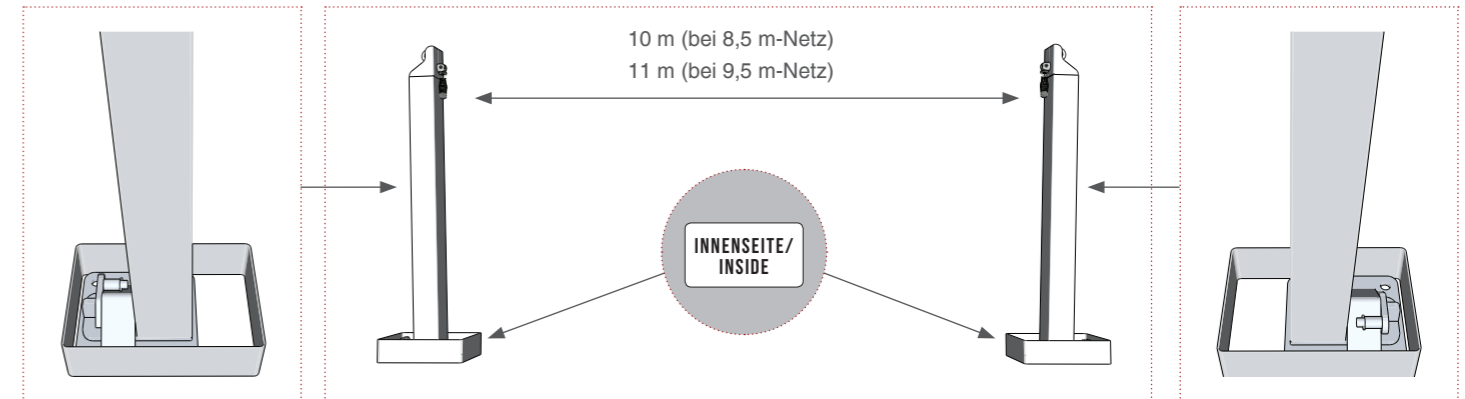 10 m (bei 8,5 m-Netz)
11 m (bei 9,5 m-Netz)
INNENSEITE/
INSIDE